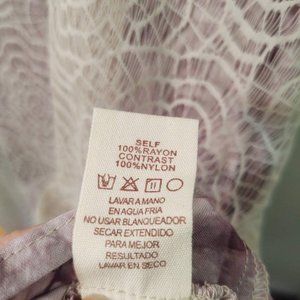 SELF
100%RAYON
CONTRAST
100%NYLON
LAVAR A MANO
EN AGUA FRIA
NO USAR BLANQUEADOR
SECAR EXTENDIDO
PARA MEJOR
RESULTADO
LAVAR EN SECO